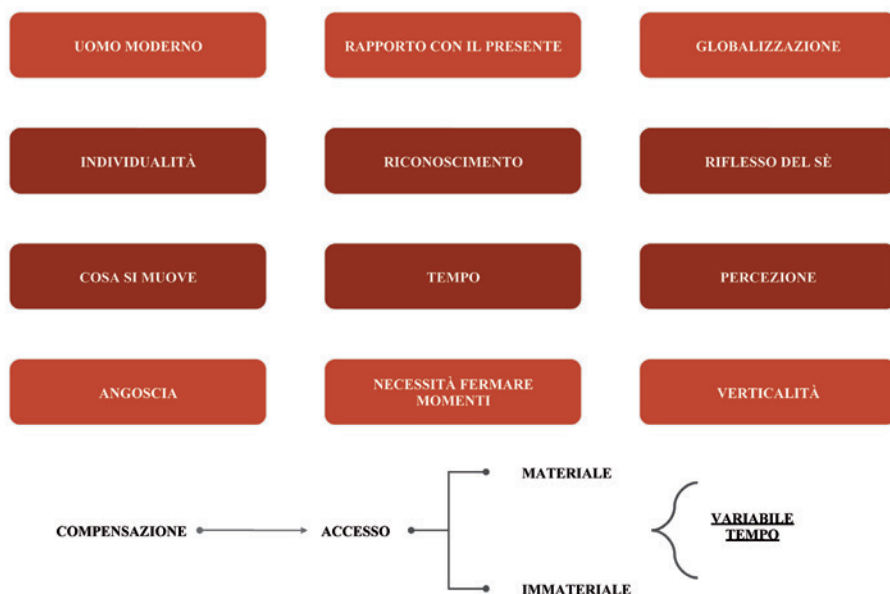 UOMO MODERNO
RAPPORTO CON IL PRESENTE
GLOBALIZZAZIONE
INDIVIDUALITÀ
RICONOSCIMENTO
RIFLESSO DEL SÈ
COSA SI MUOVE
TEMPO
PERCEZIONE
ANGOSCIA
NECESSITÀ FERMARE
MOMENTI
VERTICALITÀ
MATERIALE
COMPENSAZIONE
ACCESSO
VARIABILE
TEMPO
IMMATERIALE